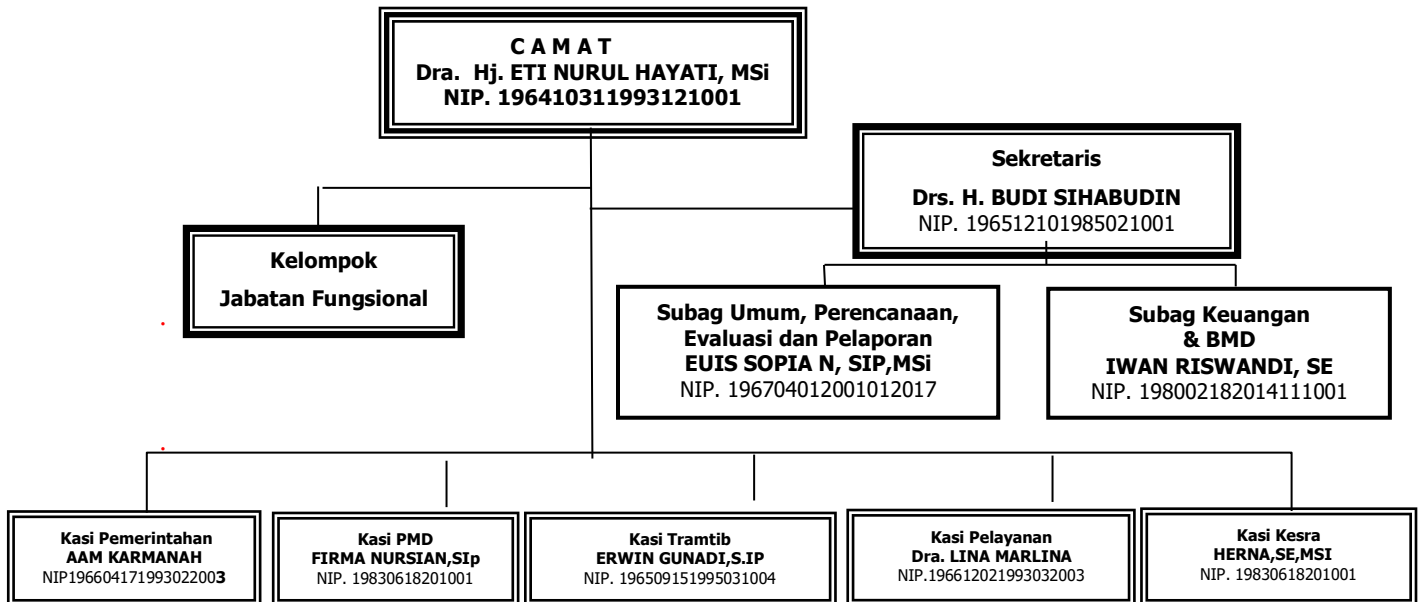 C A M A T
Dra. Hj. ETI NURUL HAYATI, MSi
NIP. 196410311993121001
Sekretaris
Drs. H. BUDI SIHABUDIN
NIP. 196512101985021001
Kelompok
Jabatan Fungsional
Subag Umum, Perencanaan,
Evaluasi dan Pelaporan
EUIS SOPIA N, SIP,MSi
NIP. 196704012001012017
Subag Keuangan
& BMD
IWAN RISWANDI, SE
NIP. 198002182014111001
Kasi Pemerintahan
AAM KARMANAH
NIP196604171993022003
Kasi PMD
FIRMA NURSIAN,SIp
NIP. 19830618201001
Kasi Tramtib
ERWIN GUNADI,S.IP
NIP. 196509151995031004
Kasi Pelayanan
Dra. LINA MARLINA
NIP.196612021993032003
Kasi Kesra
HERNA,SE,MSI
NIP. 19830618201001